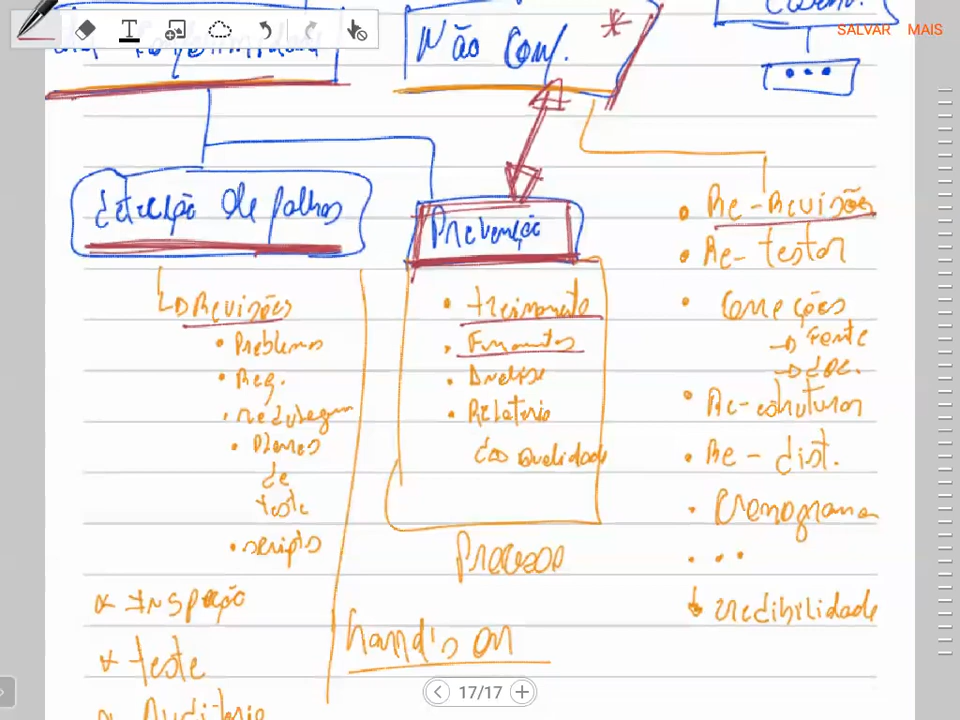 SALVAR MAIS
Não Conf.
*
...
detecção de falhas
Prevenção
Revisões
• Problemas
• Req.
• modelagem
• Planos
de
teste
• scripts
× Inspeção
× teste
× Auditoria
• treinamento
• Ferramentas
• Análise
• Relatório
da Qualidade
Processo
hand's on
• Re-Revisões
• Re-testar
• Correções
→ Fonte
→ doc.
• Re-estruturar
• Re-dist.
• Cronograma
• ...
↓ credibilidade
17/17